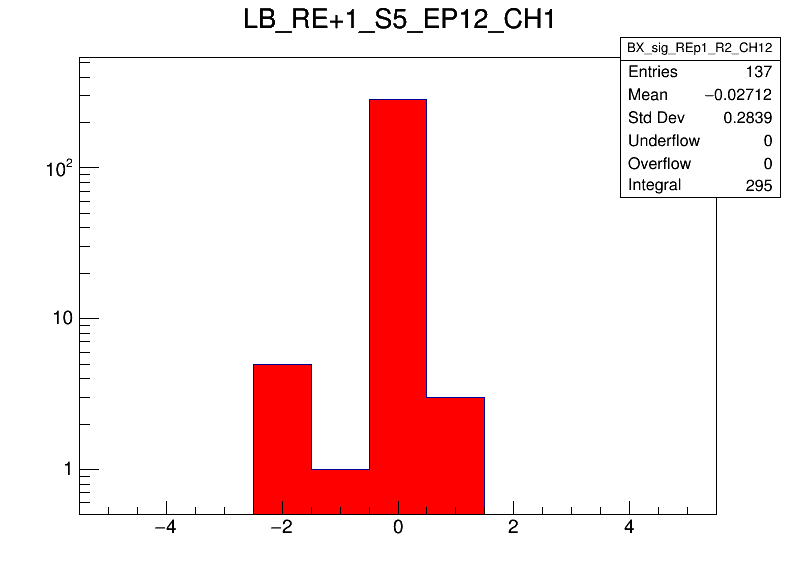 LB_RE+1_S5_EP12_CH1
BX_sig_REp1_R2_CH12
Entries 137
Mean −0.02712
Std Dev 0.2839
Underflow 0
Overflow 0
Integral 295
10²
10
1
−4 −2 0 2 4